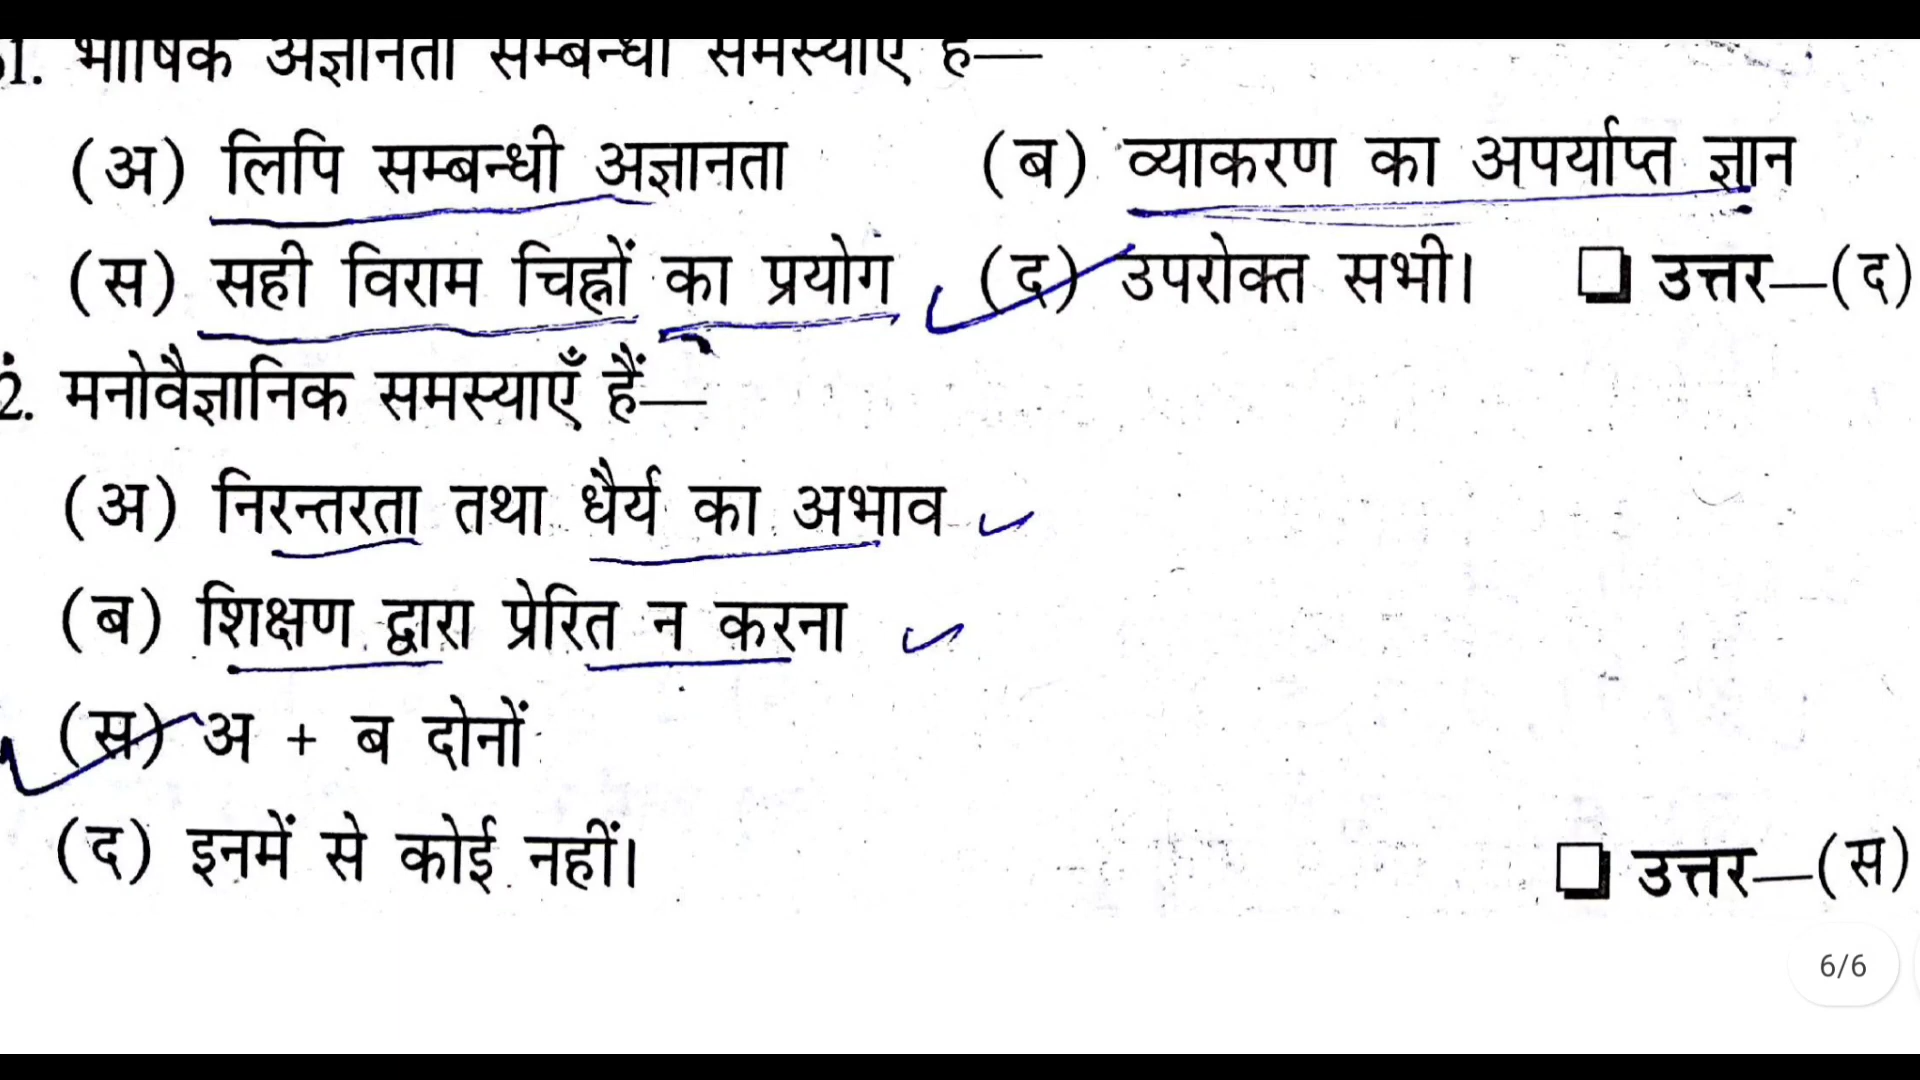 1. भाषिक अज्ञानता सम्बन्धी समस्याएँ हैं—
(अ) लिपि सम्बन्धी अज्ञानता (ब) व्याकरण का अपर्याप्त ज्ञान
(स) सही विराम चिह्नों का प्रयोग (द) उपरोक्त सभी। ❑ उत्तर—(द)
2. मनोवैज्ञानिक समस्याएँ हैं—
(अ) निरन्तरता तथा धैर्य का अभाव
(ब) शिक्षण द्वारा प्रेरित न करना
(स) अ + ब दोनों
(द) इनमें से कोई नहीं। ❑ उत्तर—(स)
6/6